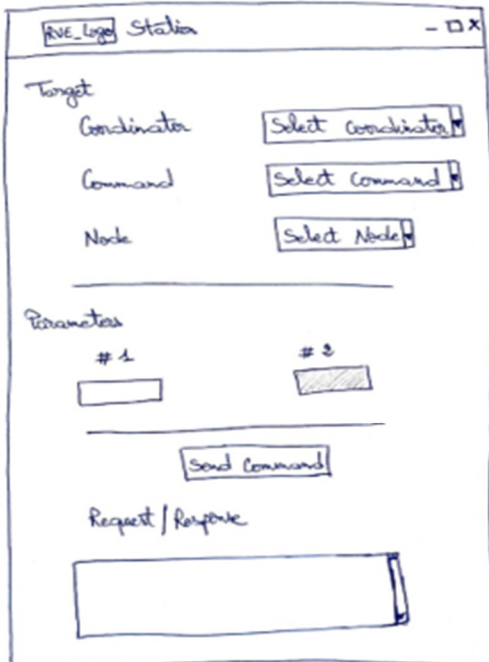 RVE_Logo Station
Target
Coordinator Select Coordinator
Command Select Command
Node Select Node
Parameters
# 1 # 2
Send Command
Request / Response